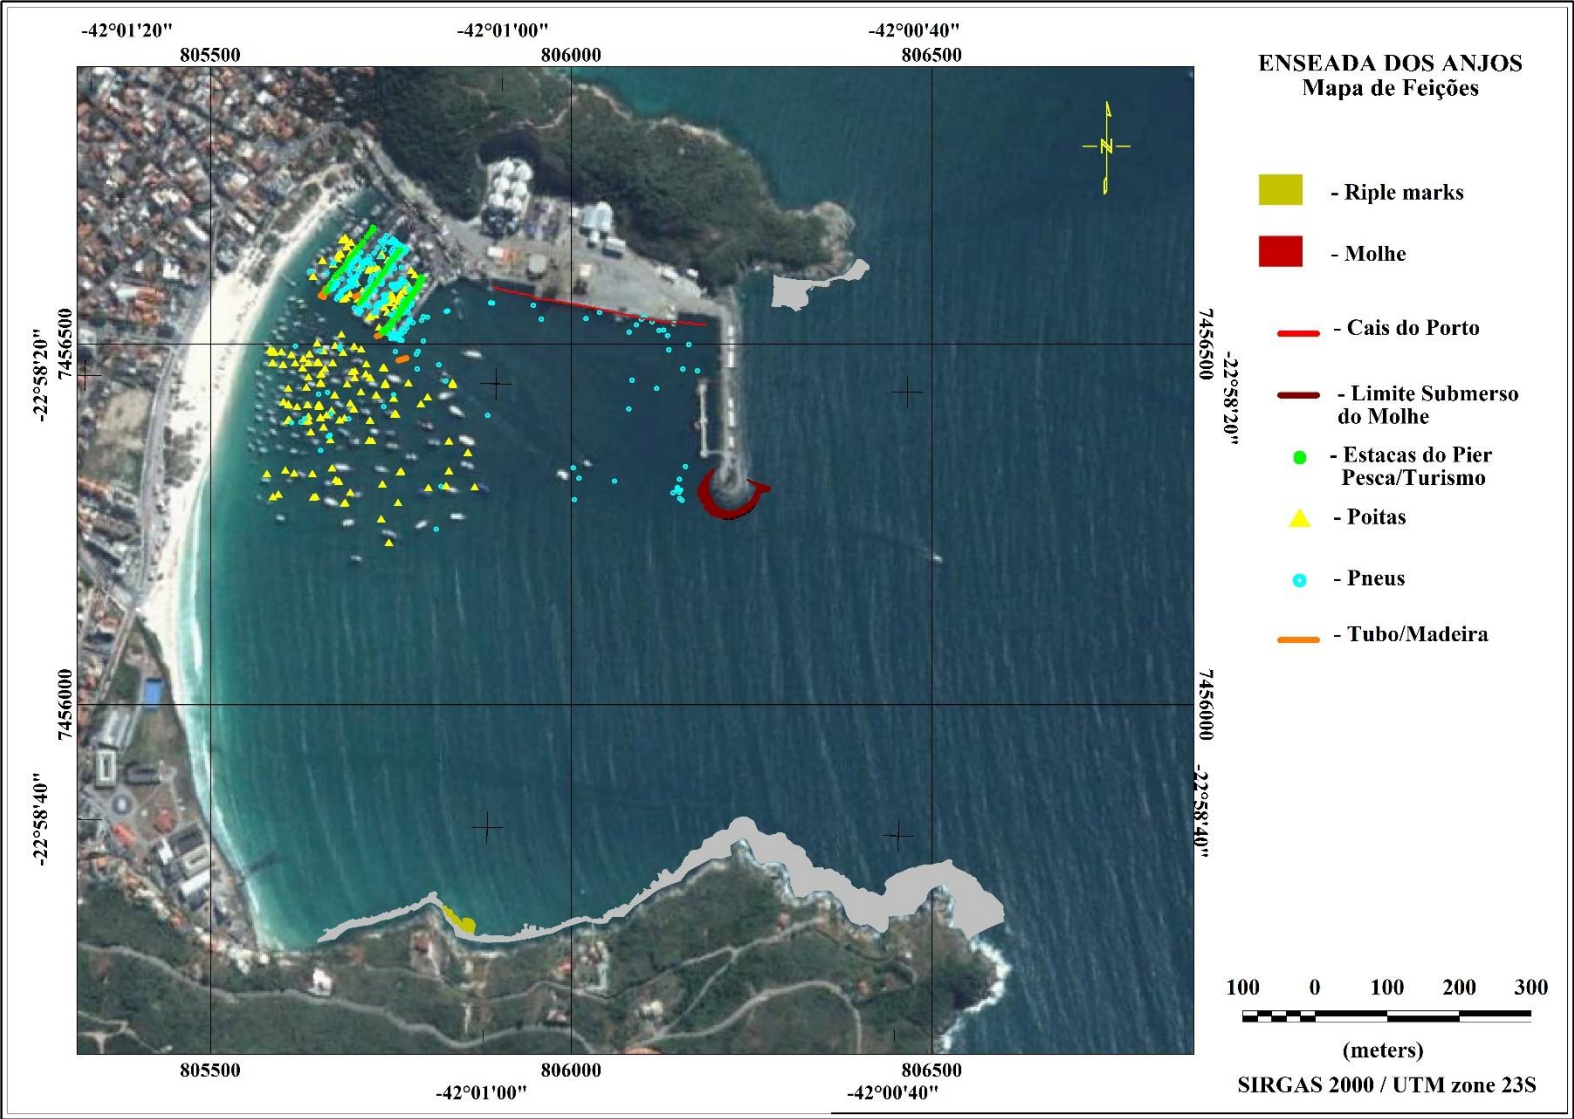 -42°01'20" -42°01'00" -42°00'40"
805500 806000 806500
ENSEADA DOS ANJOS
Mapa de Feições
N
- Riple marks
- Molhe
- Cais do Porto
- Limite Submerso
do Molhe
- Estacas do Pier
Pesca/Turismo
- Poitas
- Pneus
- Tubo/Madeira
-22°58'20"
7456500
7456500
-22°58'20"
7456000
7456000
-22°58'40"
-22°58'40"
100 0 100 200 300
(meters)
SIRGAS 2000 / UTM zone 23S
805500 806000 806500
-42°01'00" -42°00'40"